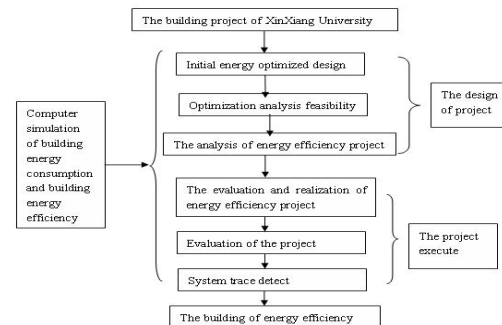 The building project of XinXiang University
Initial energy optimized design
Optimization analysis feasibility
The analysis of energy efficiency project
The evaluation and realization of
energy efficiency project
Evaluation of the project
System trace detect
The building of energy efficiency
Computer
simulation
of building
energy
consumption
and building
energy
efficiency
The design
of project
The project
execute